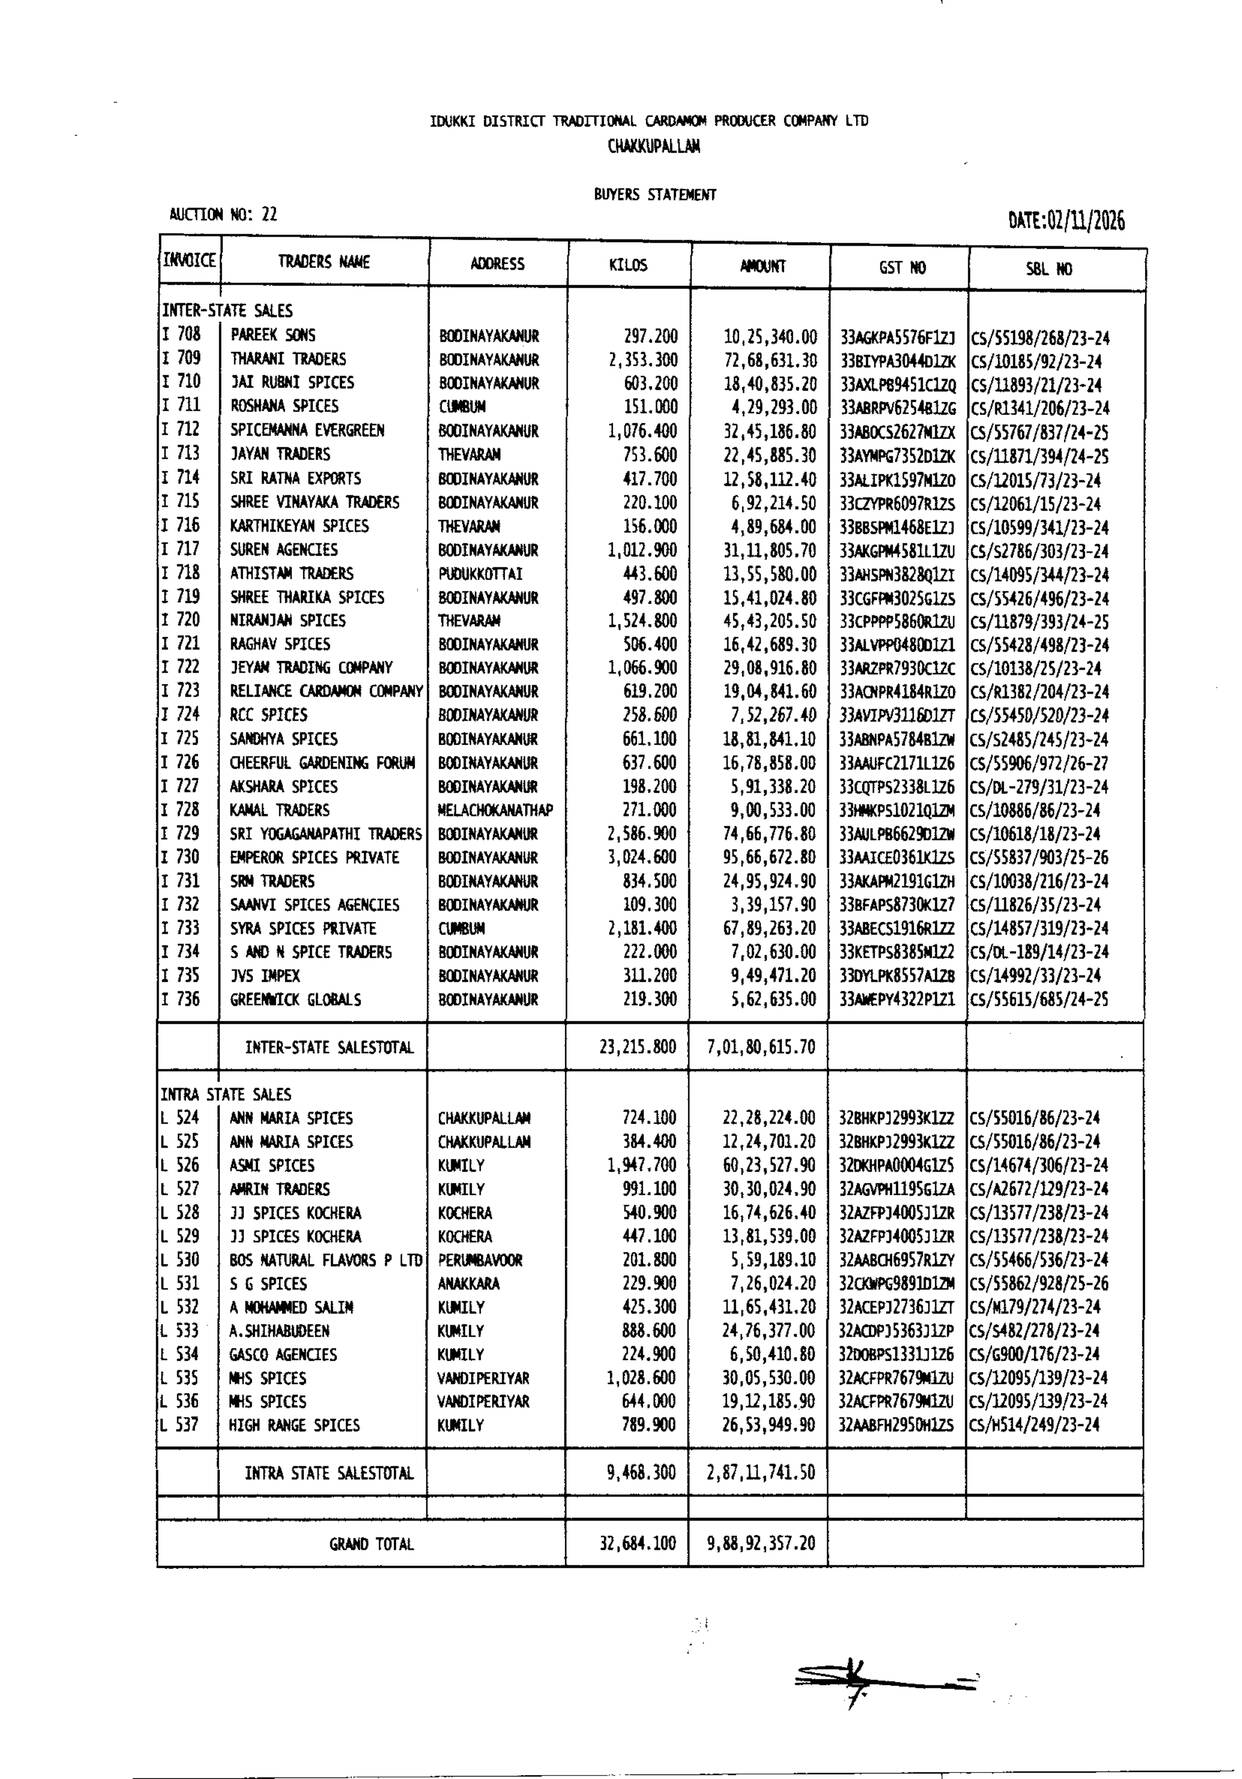 IDUKKI DISTRICT TRADITIONAL CARDAMOM PRODUCER COMPANY LTD
CHAKKUPALLAM
BUYERS STATEMENT
AUCTION NO: 22 DATE:02/11/2026
INVOICE TRADERS NAME ADDRESS KILOS AMOUNT GST NO SBL NO
INTER-STATE SALES
I 708 PAREEK SONS BODINAYAKANUR 297.200 10,25,340.00 33AGKPA5576F1ZJ CS/55198/268/23-24
I 709 THARANI TRADERS BODINAYAKANUR 2,353.300 72,68,631.30 33BIYPA3044D1ZK CS/10185/92/23-24
I 710 JAI RUBNI SPICES BODINAYAKANUR 603.200 18,40,835.20 33AXLPB9451C1ZQ CS/11893/21/23-24
I 711 ROSHANA SPICES CUMBUM 151.000 4,29,293.00 33ABRPV6254B1ZG CS/R1341/206/23-24
I 712 SPICEMANNA EVERGREEN BODINAYAKANUR 1,076.400 32,45,186.80 33ABOCS2627M1ZX CS/55767/837/24-25
I 713 JAYAN TRADERS THEVARAM 753.600 22,45,885.30 33AYMPG7352D1ZK CS/11871/394/24-25
I 714 SRI RATNA EXPORTS BODINAYAKANUR 417.700 12,58,112.40 33ALIPK1597M1ZO CS/12015/73/23-24
I 715 SHREE VINAYAKA TRADERS BODINAYAKANUR 220.100 6,92,214.50 33CZYPR6097R1ZS CS/12061/15/23-24
I 716 KARTHIKEYAN SPICES THEVARAM 156.000 4,89,684.00 33BBSPM1468E1ZJ CS/10599/341/23-24
I 717 SUREN AGENCIES BODINAYAKANUR 1,012.900 31,11,805.70 33AKGPM4581L1ZU CS/S2786/303/23-24
I 718 ATHISTAM TRADERS PUDUKKOTTAI 443.600 13,55,580.00 33AHSPN3828Q1ZI CS/14095/344/23-24
I 719 SHREE THARIKA SPICES BODINAYAKANUR 497.800 15,41,024.80 33CGFPM3025G1ZS CS/55426/496/23-24
I 720 NIRANJAN SPICES THEVARAM 1,524.800 45,43,205.50 33CPPPP5860R1ZU CS/11879/393/24-25
I 721 RAGHAV SPICES BODINAYAKANUR 506.400 16,42,689.30 33ALVPP0480D1Z1 CS/55428/498/23-24
I 722 JEYAM TRADING COMPANY BODINAYAKANUR 1,066.900 29,08,916.80 33ARZPR7930C1ZC CS/10138/25/23-24
I 723 RELIANCE CARDAMON COMPANY BODINAYAKANUR 619.200 19,04,841.60 33ACNPR4184R1ZO CS/R1382/204/23-24
I 724 RCC SPICES BODINAYAKANUR 258.600 7,52,267.40 33AVIPV3116D1ZT CS/55450/520/23-24
I 725 SANDHYA SPICES BODINAYAKANUR 661.100 18,81,841.10 33ABNPA5784B1ZW CS/S2485/245/23-24
I 726 CHEERFUL GARDENING FORUM BODINAYAKANUR 637.600 16,78,858.00 33AAUFC2171L1Z6 CS/55906/972/26-27
I 727 AKSHARA SPICES BODINAYAKANUR 198.200 5,91,338.20 33CQTPS2338L1Z6 CS/DL-279/31/23-24
I 728 KAMAL TRADERS MELACHOKANATHAP 271.000 9,00,533.00 33HMKPS1021Q1ZM CS/10886/86/23-24
I 729 SRI YOGAGANAPATHI TRADERS BODINAYAKANUR 2,586.900 74,66,776.80 33AULPB6629D1ZW CS/10618/18/23-24
I 730 EMPEROR SPICES PRIVATE BODINAYAKANUR 3,024.600 95,66,672.80 33AAICE0361K1ZS CS/55837/903/25-26
I 731 SRM TRADERS BODINAYAKANUR 834.500 24,95,924.90 33AKAPM2191G1ZH CS/10038/216/23-24
I 732 SAANVI SPICES AGENCIES BODINAYAKANUR 109.300 3,39,157.90 33BFAPS8730K1Z7 CS/11826/35/23-24
I 733 SYRA SPICES PRIVATE CUMBUM 2,181.400 67,89,263.20 33ABECS1916R1ZZ CS/14857/319/23-24
I 734 S AND N SPICE TRADERS BODINAYAKANUR 222.000 7,02,630.00 33KETPS8385M1Z2 CS/DL-189/14/23-24
I 735 JVS IMPEX BODINAYAKANUR 311.200 9,49,471.20 33DYLPK8557A1ZB CS/14992/33/23-24
I 736 GREENWICK GLOBALS BODINAYAKANUR 219.300 5,62,635.00 33AWEPY4322P1Z1 CS/55615/685/24-25
INTER-STATE SALESTOTAL 23,215.800 7,01,80,615.70
INTRA STATE SALES
L 524 ANN MARIA SPICES CHAKKUPALLAM 724.100 22,28,224.00 32BHKPJ2993K1ZZ CS/55016/86/23-24
L 525 ANN MARIA SPICES CHAKKUPALLAM 384.400 12,24,701.20 32BHKPJ2993K1ZZ CS/55016/86/23-24
L 526 ASMI SPICES KUMILY 1,947.700 60,23,527.90 32DKHPA0004G1Z5 CS/14674/306/23-24
L 527 AMRIN TRADERS KUMILY 991.100 30,30,024.90 32AGVPH1195G1ZA CS/A2672/129/23-24
L 528 JJ SPICES KOCHERA KOCHERA 540.900 16,74,626.40 32AZFPJ4005J1ZR CS/13577/238/23-24
L 529 JJ SPICES KOCHERA KOCHERA 447.100 13,81,539.00 32AZFPJ4005J1ZR CS/13577/238/23-24
L 530 BOS NATURAL FLAVORS P LTD PERUMBAVOOR 201.800 5,59,189.10 32AABCH6957R1ZY CS/55466/536/23-24
L 531 S G SPICES ANAKKARA 229.900 7,26,024.20 32CKWPG9891D1ZM CS/55862/928/25-26
L 532 A MOHAMMED SALIM KUMILY 425.300 11,65,431.20 32ACEPJ2736J1ZT CS/M179/274/23-24
L 533 A.SHIHABUDEEN KUMILY 888.600 24,76,377.00 32ACDPJ5363J1ZP CS/S482/278/23-24
L 534 GASCO AGENCIES KUMILY 224.900 6,50,410.80 32DOBPS1331J1Z6 CS/G900/176/23-24
L 535 MHS SPICES VANDIPERIYAR 1,028.600 30,05,530.00 32ACFPR7679M1ZU CS/12095/139/23-24
L 536 MHS SPICES VANDIPERIYAR 644.000 19,12,185.90 32ACFPR7679M1ZU CS/12095/139/23-24
L 537 HIGH RANGE SPICES KUMILY 789.900 26,53,949.90 32AABFH2950H1ZS CS/H514/249/23-24
INTRA STATE SALESTOTAL 9,468.300 2,87,11,741.50
GRAND TOTAL 32,684.100 9,88,92,357.20